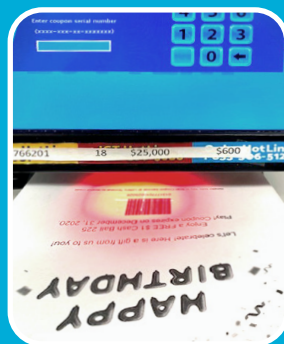 Enter coupon serial number
(xxxx-xxx-xx-xxxxxxx)
1 2 3
0 ←
766201 18 $25,000 $600
HAPPY
BIRTHDAY
Let's celebrate! Here is a gift from us to you!
Enjoy a FREE $1 Cash Ball 225
Play! Coupon expires on December 31, 2020